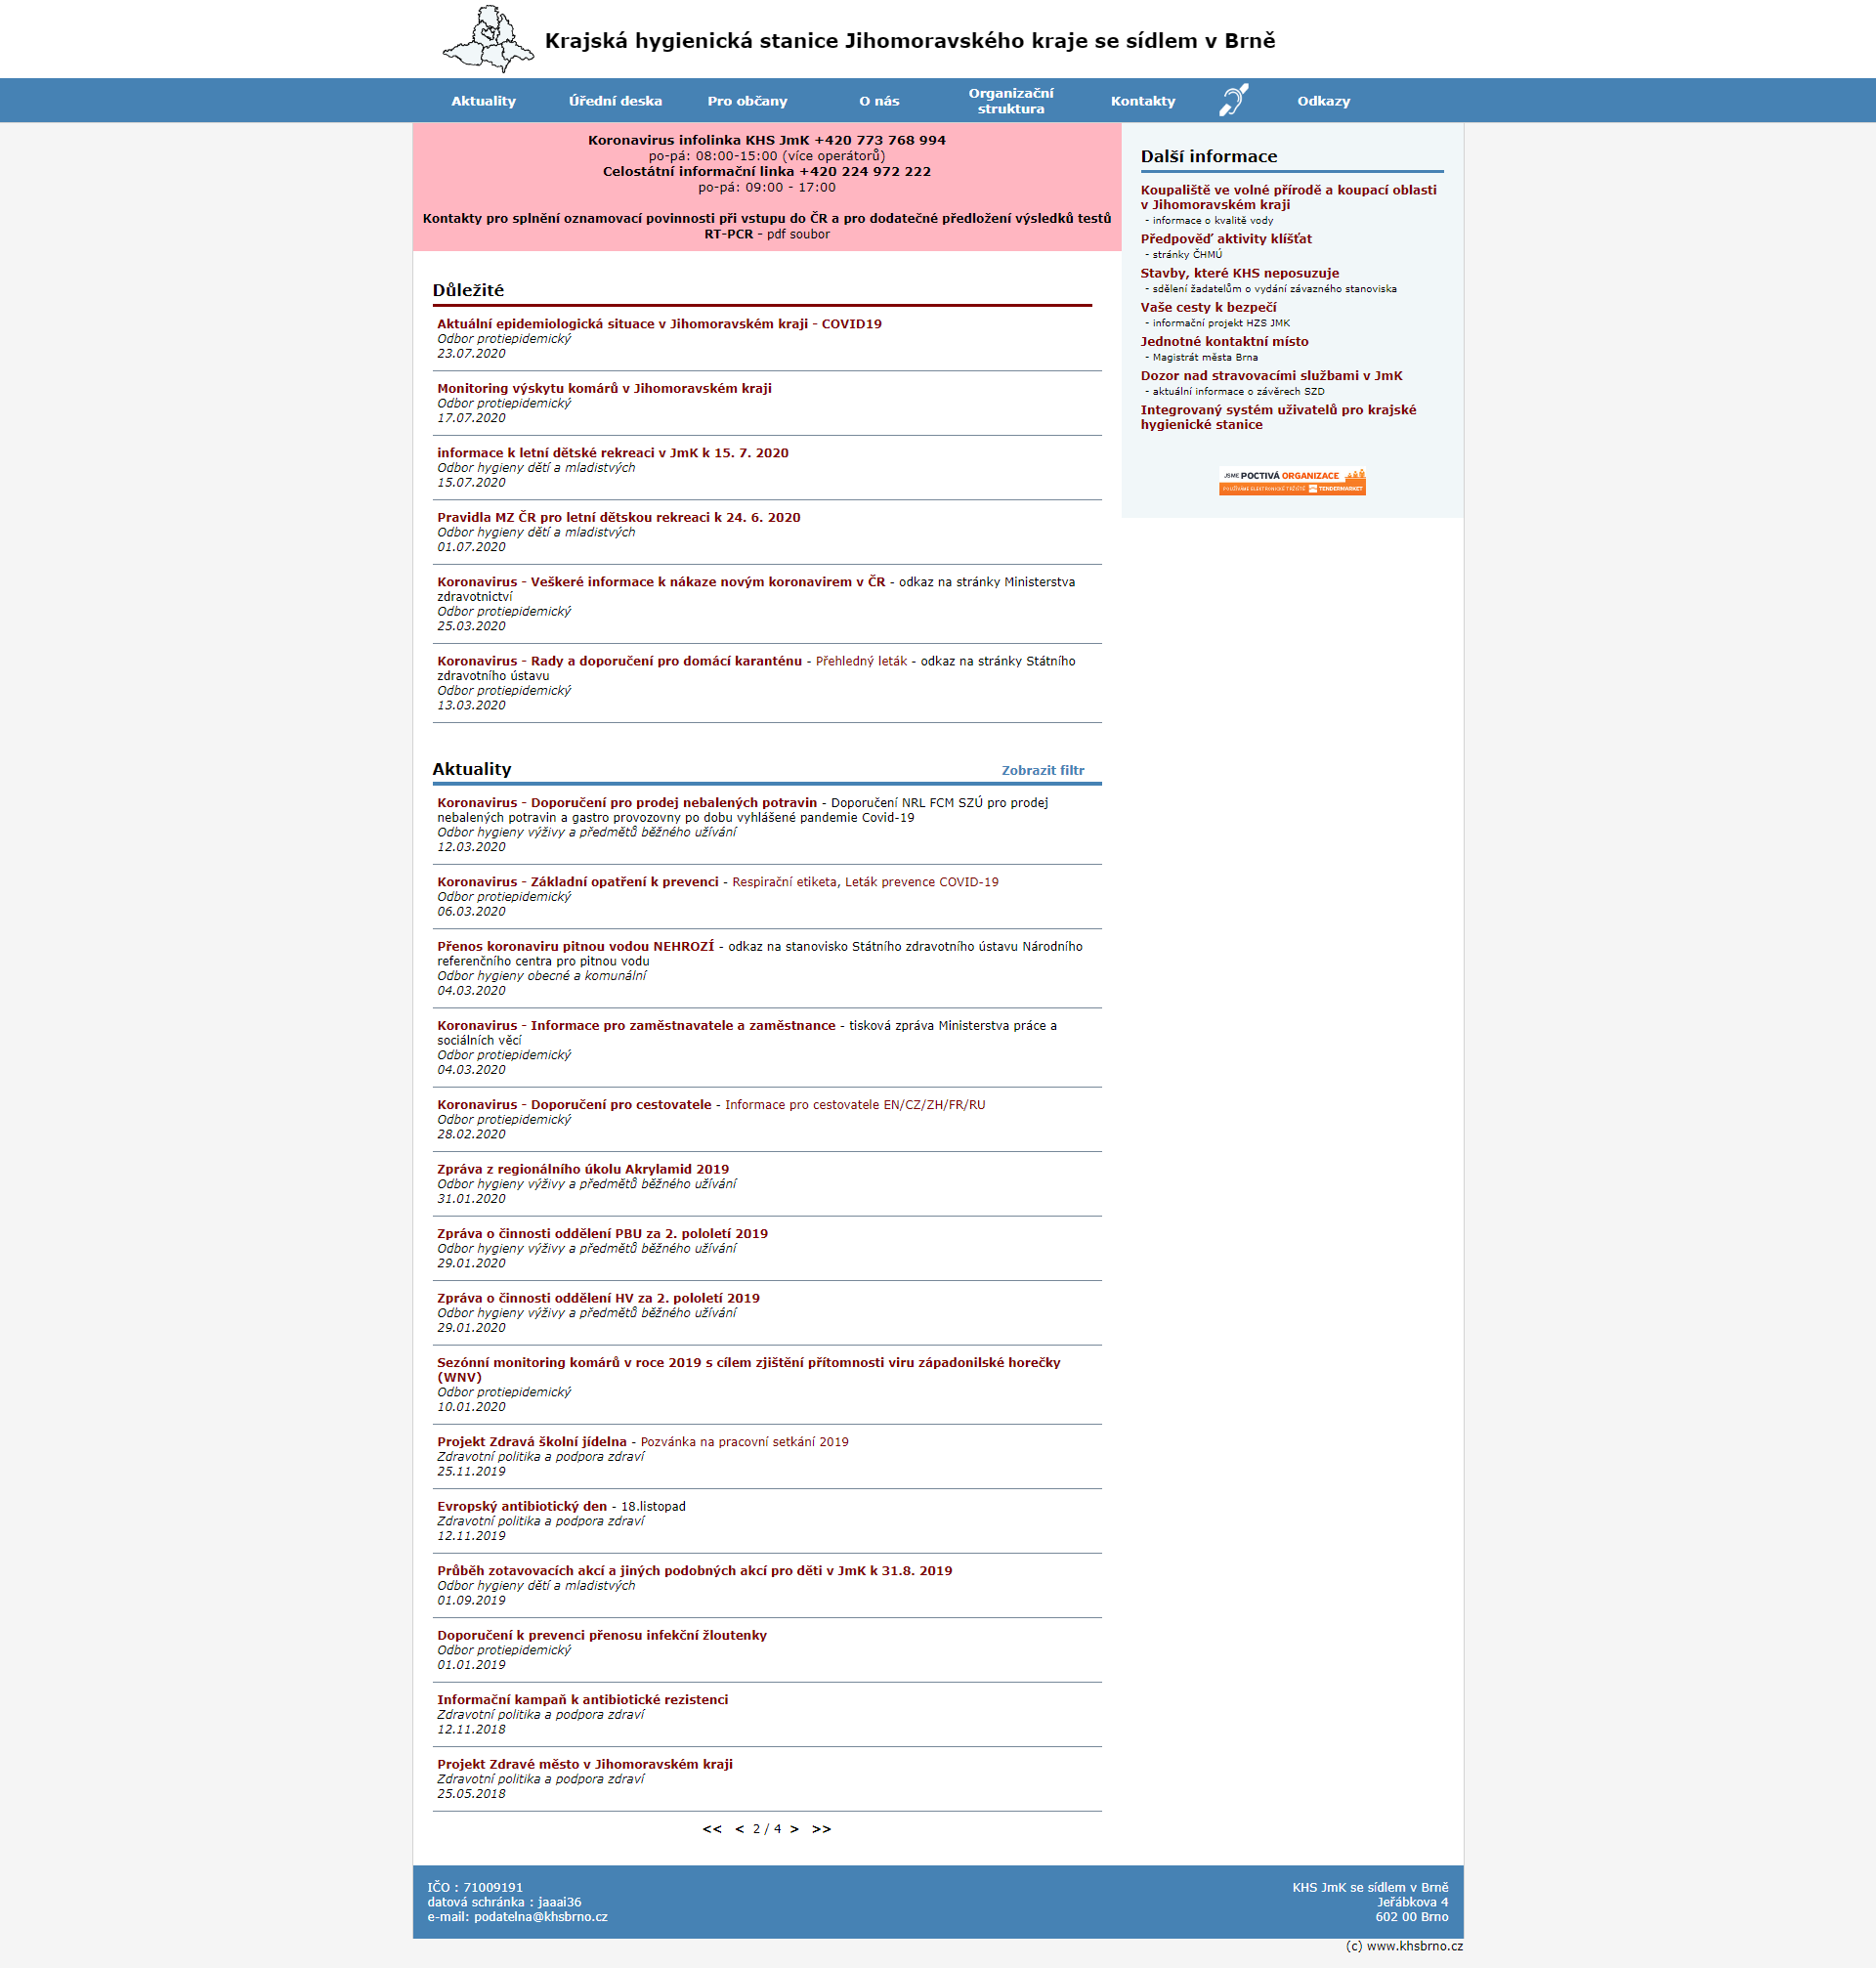 Krajská hygienická stanice Jihomoravského kraje se sídlem v Brně
Aktuality
Úřední deska
Pro občany
O nás
Organizační
struktura
Kontakty
Odkazy
Koronavirus infolinka KHS JmK +420 773 768 994
po-pá: 08:00-15:00 (více operátorů)
Celostátní informační linka +420 224 972 222
po-pá: 09:00 - 17:00
Kontakty pro splnění oznamovací povinnosti při vstupu do ČR a pro dodatečné předložení výsledků testů
RT-PCR - pdf soubor
Důležité
Aktuální epidemiologická situace v Jihomoravském kraji - COVID19
Odbor protiepidemický
23.07.2020
Monitoring výskytu komárů v Jihomoravském kraji
Odbor protiepidemický
17.07.2020
informace k letní dětské rekreaci v JmK k 15. 7. 2020
Odbor hygieny dětí a mladistvých
15.07.2020
Pravidla MZ ČR pro letní dětskou rekreaci k 24. 6. 2020
Odbor hygieny dětí a mladistvých
01.07.2020
Koronavirus - Veškeré informace k nákaze novým koronavirem v ČR - odkaz na stránky Ministerstva
zdravotnictví
Odbor protiepidemický
25.03.2020
Koronavirus - Rady a doporučení pro domácí karanténu - Přehledný leták - odkaz na stránky Státního
zdravotního ústavu
Odbor protiepidemický
13.03.2020
Aktuality
Zobrazit filtr
Koronavirus - Doporučení pro prodej nebalených potravin - Doporučení NRL FCM SZÚ pro prodej
nebalených potravin a gastro provozovny po dobu vyhlášené pandemie Covid-19
Odbor hygieny výživy a předmětů běžného užívání
12.03.2020
Koronavirus - Základní opatření k prevenci - Respirační etiketa, Leták prevence COVID-19
Odbor protiepidemický
06.03.2020
Přenos koronaviru pitnou vodou NEHROZÍ - odkaz na stanovisko Státního zdravotního ústavu Národního
referenčního centra pro pitnou vodu
Odbor hygieny obecné a komunální
04.03.2020
Koronavirus - Informace pro zaměstnavatele a zaměstnance - tisková zpráva Ministerstva práce a
sociálních věcí
Odbor protiepidemický
04.03.2020
Koronavirus - Doporučení pro cestovatele - Informace pro cestovatele EN/CZ/ZH/FR/RU
Odbor protiepidemický
28.02.2020
Zpráva z regionálního úkolu Akrylamid 2019
Odbor hygieny výživy a předmětů běžného užívání
31.01.2020
Zpráva o činnosti oddělení PBU za 2. pololetí 2019
Odbor hygieny výživy a předmětů běžného užívání
29.01.2020
Zpráva o činnosti oddělení HV za 2. pololetí 2019
Odbor hygieny výživy a předmětů běžného užívání
29.01.2020
Sezónní monitoring komárů v roce 2019 s cílem zjištění přítomnosti viru západonilské horečky
(WNV)
Odbor protiepidemický
10.01.2020
Projekt Zdravá školní jídelna - Pozvánka na pracovní setkání 2019
Zdravotní politika a podpora zdraví
25.11.2019
Evropský antibiotický den - 18.listopad
Zdravotní politika a podpora zdraví
12.11.2019
Průběh zotavovacích akcí a jiných podobných akcí pro děti v JmK k 31.8. 2019
Odbor hygieny dětí a mladistvých
01.09.2019
Doporučení k prevenci přenosu infekční žloutenky
Odbor protiepidemický
01.01.2019
Informační kampaň k antibiotické rezistenci
Zdravotní politika a podpora zdraví
12.11.2018
Projekt Zdravé město v Jihomoravském kraji
Zdravotní politika a podpora zdraví
25.05.2018
<< < 2 / 4 > >>
Další informace
Koupaliště ve volné přírodě a koupací oblasti
v Jihomoravském kraji
- informace o kvalitě vody
Předpověď aktivity klíšťat
- stránky ČHMÚ
Stavby, které KHS neposuzuje
- sdělení žadatelům o vydání závazného stanoviska
Vaše cesty k bezpečí
- informační projekt HZS JMK
Jednotné kontaktní místo
- Magistrát města Brna
Dozor nad stravovacími službami v JmK
- aktuální informace o závěrech SZD
Integrovaný systém uživatelů pro krajské
hygienické stanice
JSME POCTIVÁ ORGANIZACE
POUŽÍVÁME ELEKTRONICKÉ TRŽIŠTĚ TENDERMARKET
IČO : 71009191
datová schránka : jaaai36
e-mail: podatelna@khsbrno.cz
KHS JmK se sídlem v Brně
Jeřábkova 4
602 00 Brno
(c) www.khsbrno.cz